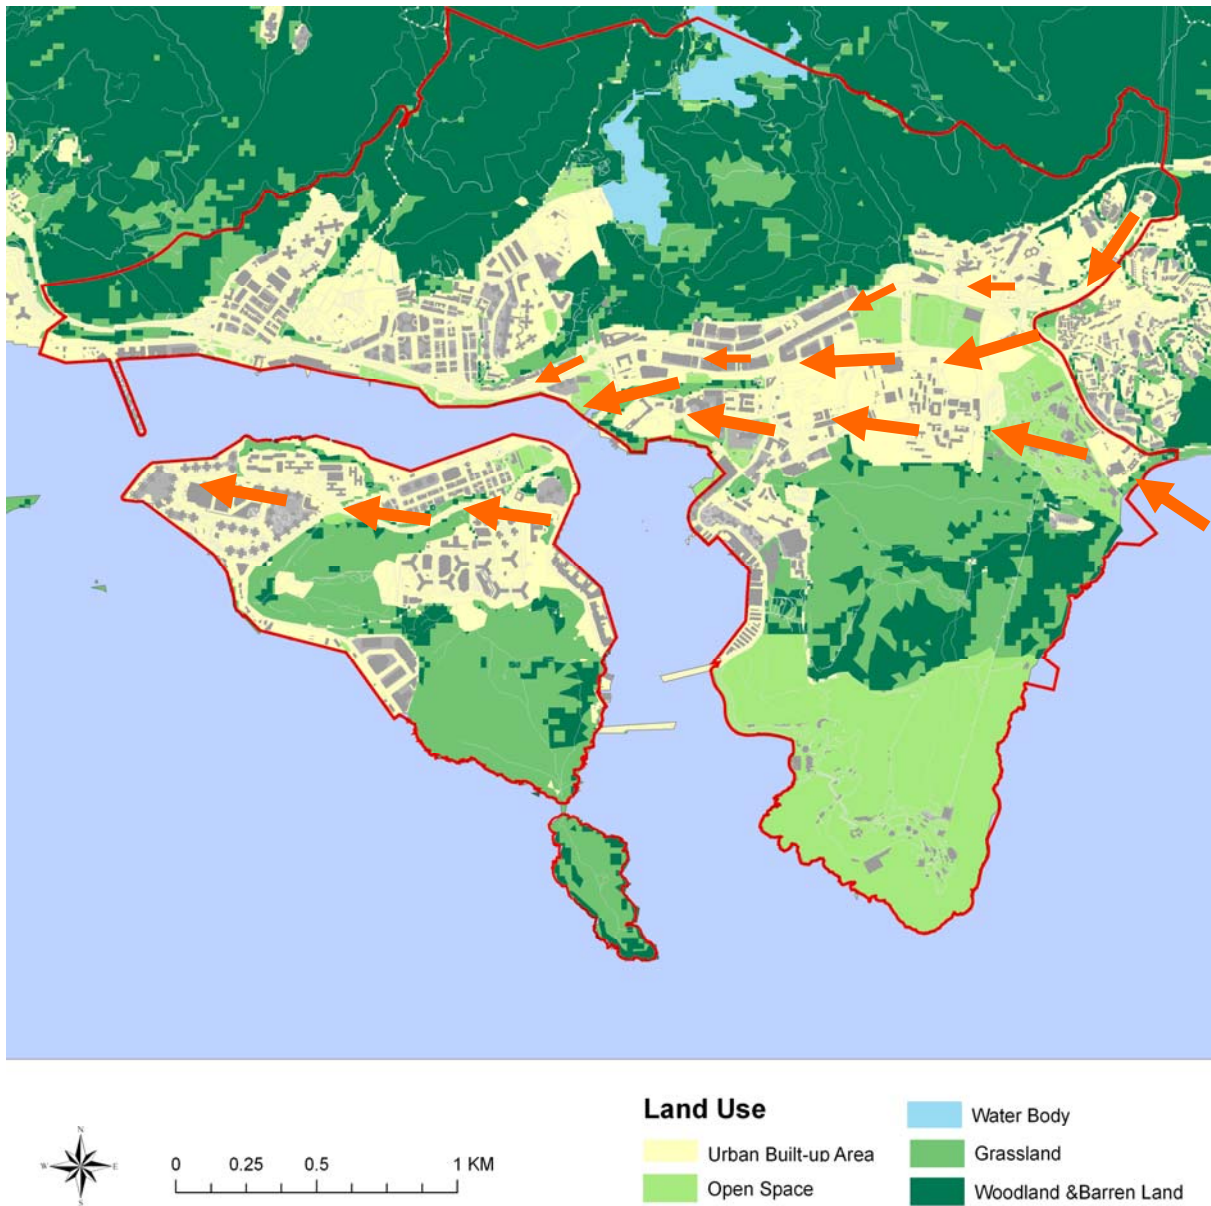 Land Use
Urban Built-up Area
Open Space
Water Body
Grassland
Woodland &Barren Land
N
W E
S
0 0.25 0.5 1 KM